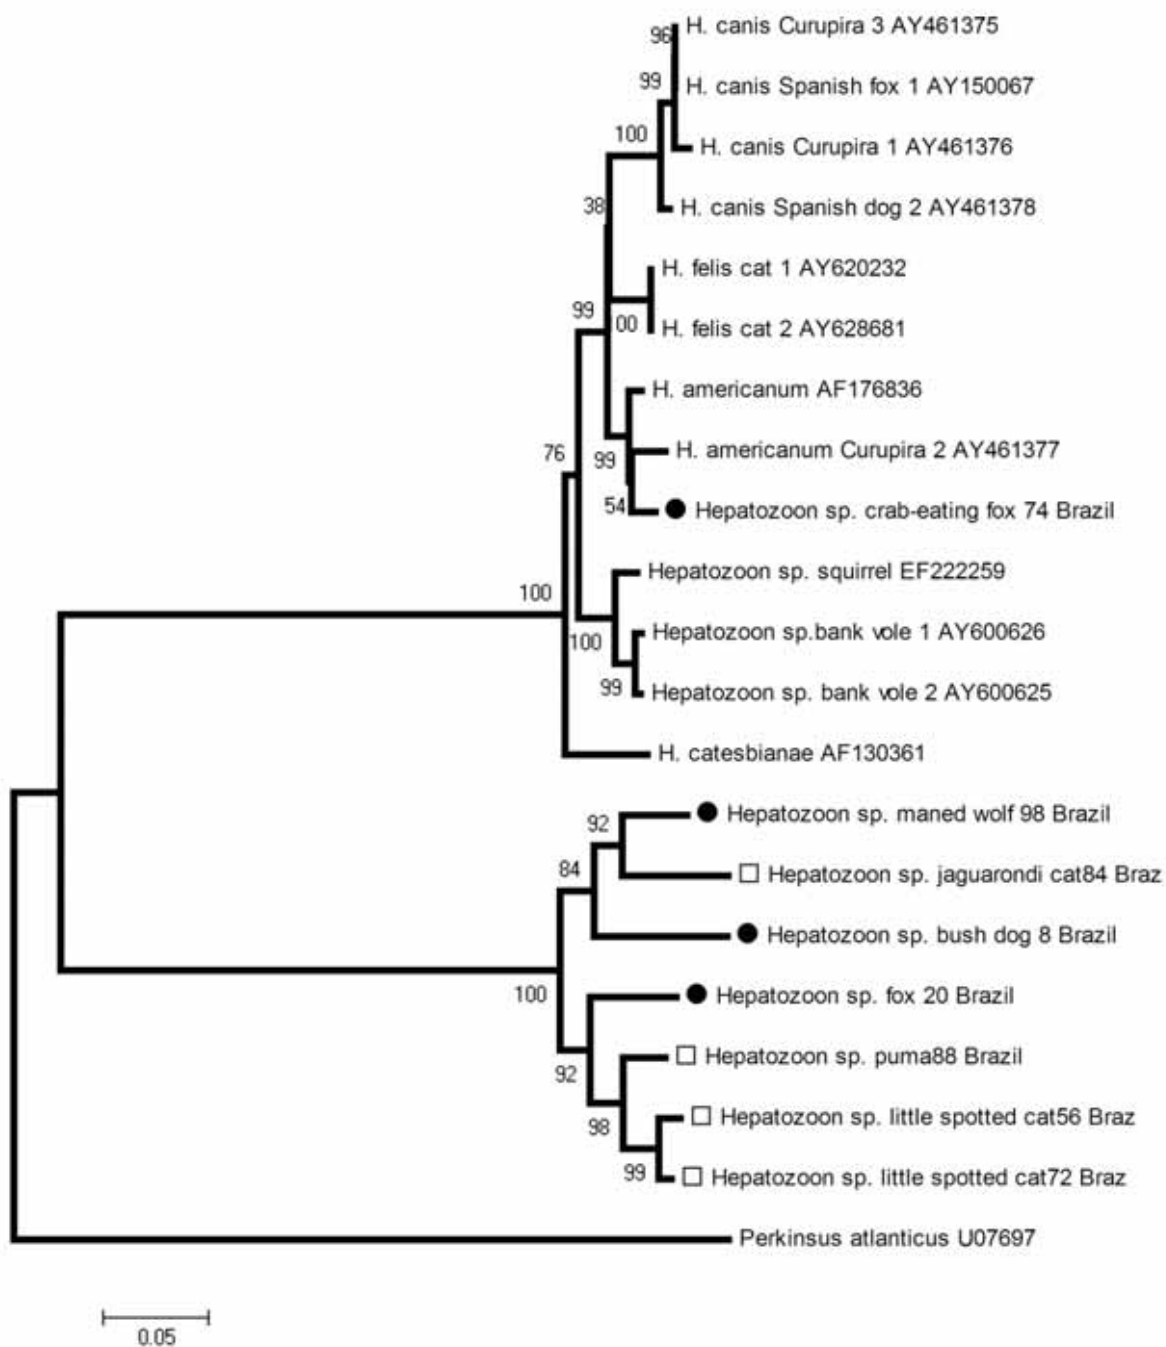 96
H. canis Curupira 3 AY461375
99
H. canis Spanish fox 1 AY150067
100
H. canis Curupira 1 AY461376
38
H. canis Spanish dog 2 AY461378
H. felis cat 1 AY620232
99
00
H. felis cat 2 AY628681
H. americanum AF176836
76
99
H. americanum Curupira 2 AY461377
54
Hepatozoon sp. crab-eating fox 74 Brazil
Hepatozoon sp. squirrel EF222259
100
100
Hepatozoon sp.bank vole 1 AY600626
99
Hepatozoon sp. bank vole 2 AY600625
H. catesbianae AF130361
92
Hepatozoon sp. maned wolf 98 Brazil
84
Hepatozoon sp. jaguarondi cat84 Braz
Hepatozoon sp. bush dog 8 Brazil
100
Hepatozoon sp. fox 20 Brazil
92
Hepatozoon sp. puma88 Brazil
98
Hepatozoon sp. little spotted cat56 Braz
99
Hepatozoon sp. little spotted cat72 Braz
Perkinsus atlanticus U07697
0.05